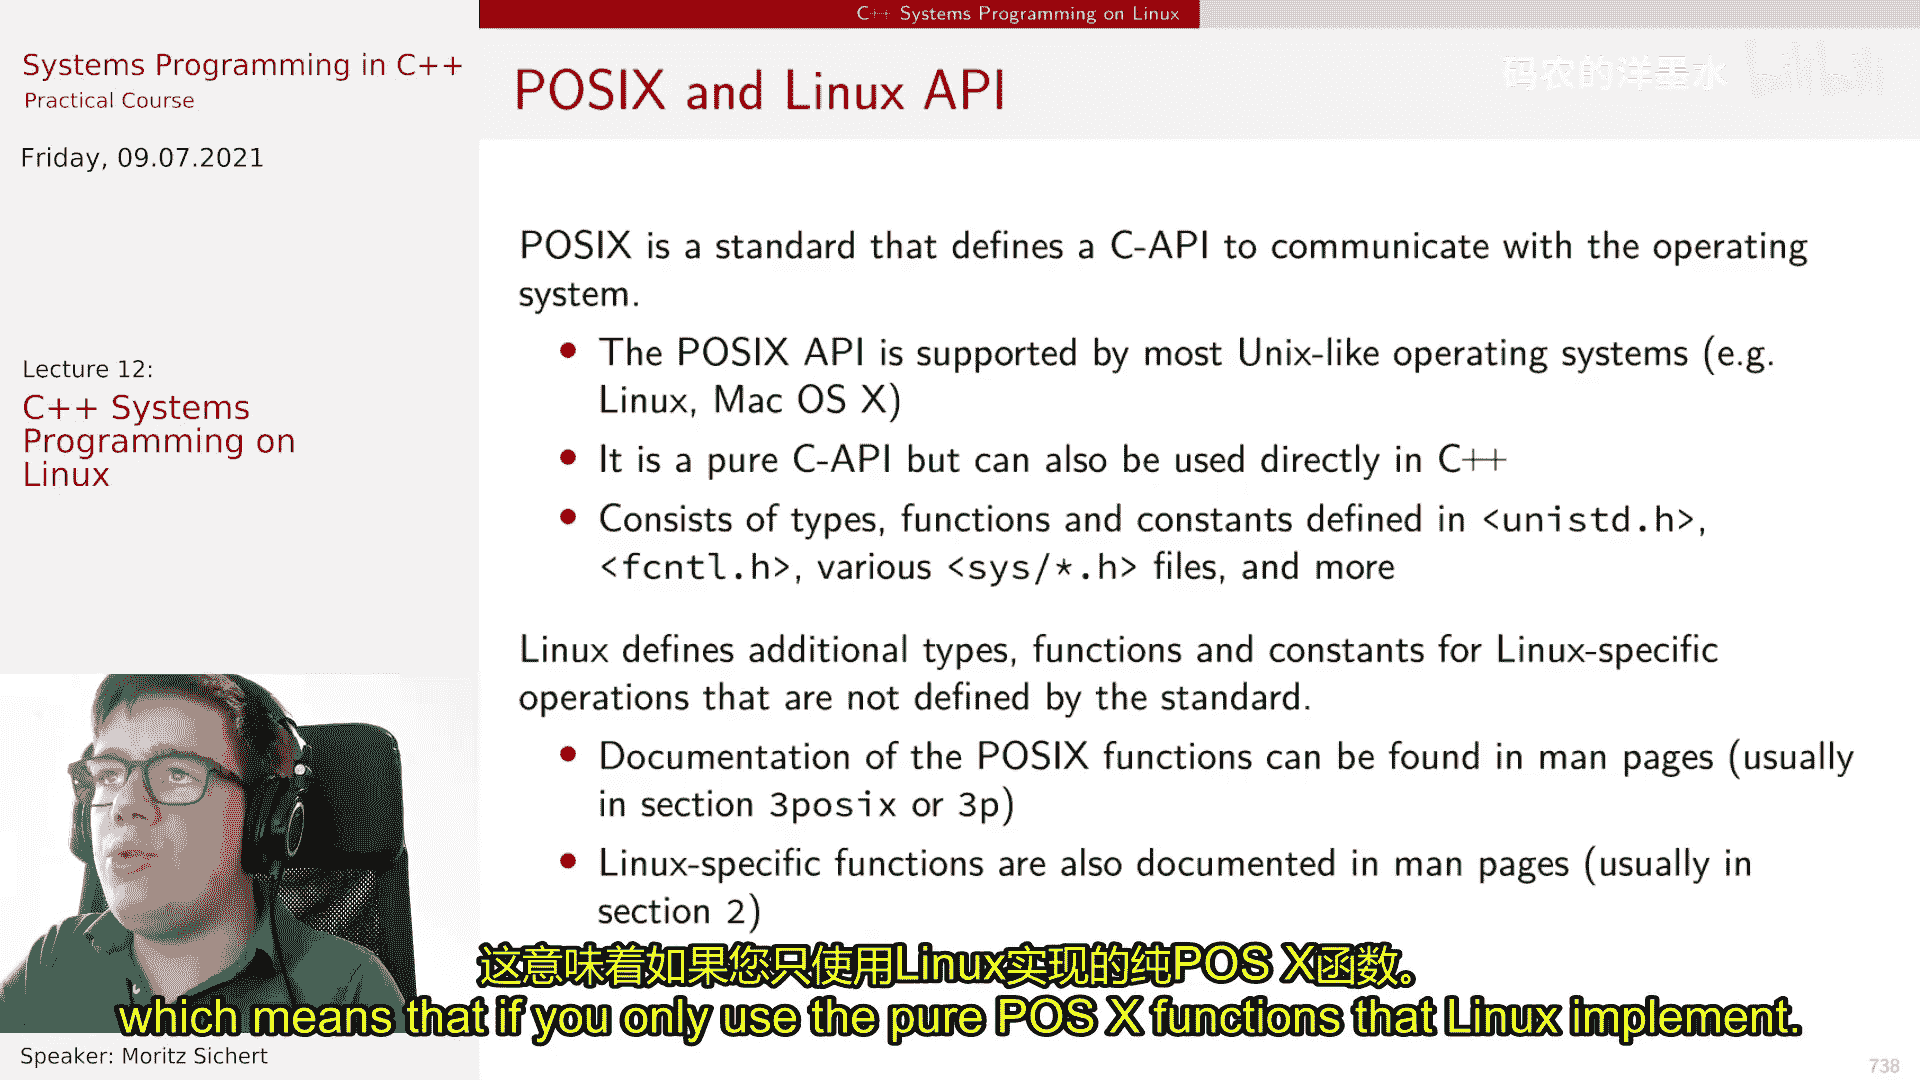 C++ Systems Programming on Linux
Systems Programming in C++
Practical Course
Friday, 09.07.2021
Lecture 12:
C++ Systems
Programming on
Linux
POSIX and Linux API
码农的洋墨水
POSIX is a standard that defines a C-API to communicate with the operating
system.
• The POSIX API is supported by most Unix-like operating systems (e.g.
Linux, Mac OS X)
• It is a pure C-API but can also be used directly in C++
• Consists of types, functions and constants defined in <unistd.h>,
<fcntl.h>, various <sys/*.h> files, and more
Linux defines additional types, functions and constants for Linux-specific
operations that are not defined by the standard.
• Documentation of the POSIX functions can be found in man pages (usually
in section 3posix or 3p)
• Linux-specific functions are also documented in man pages (usually in
section 2)
这意味着如果您只使用Linux实现的纯POS X函数。
which means that if you only use the pure POS X functions that Linux implement.
Speaker: Moritz Sichert
738